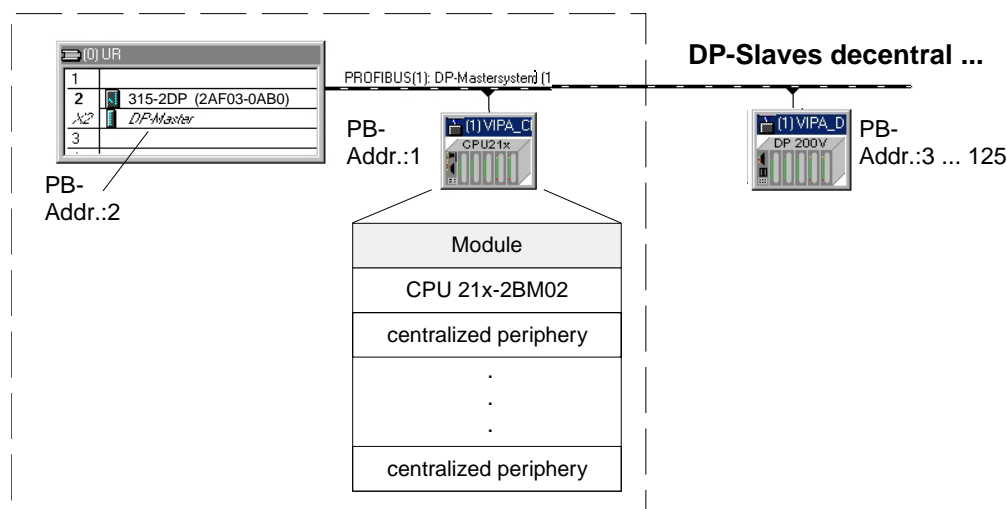 (0) UR
1
2 315-2DP (2AF03-0AB0)
X2 DP-Master
3
PB-
Addr.:2
PROFIBUS(1): DP-Mastersystem (1
DP-Slaves decentral ...
PB-
Addr.:1
(1) VIPA_C
CPU21x
(1) VIPA_D
DP 200V
PB-
Addr.:3 ... 125
Module
CPU 21x-2BM02
centralized periphery
.
.
.
centralized periphery